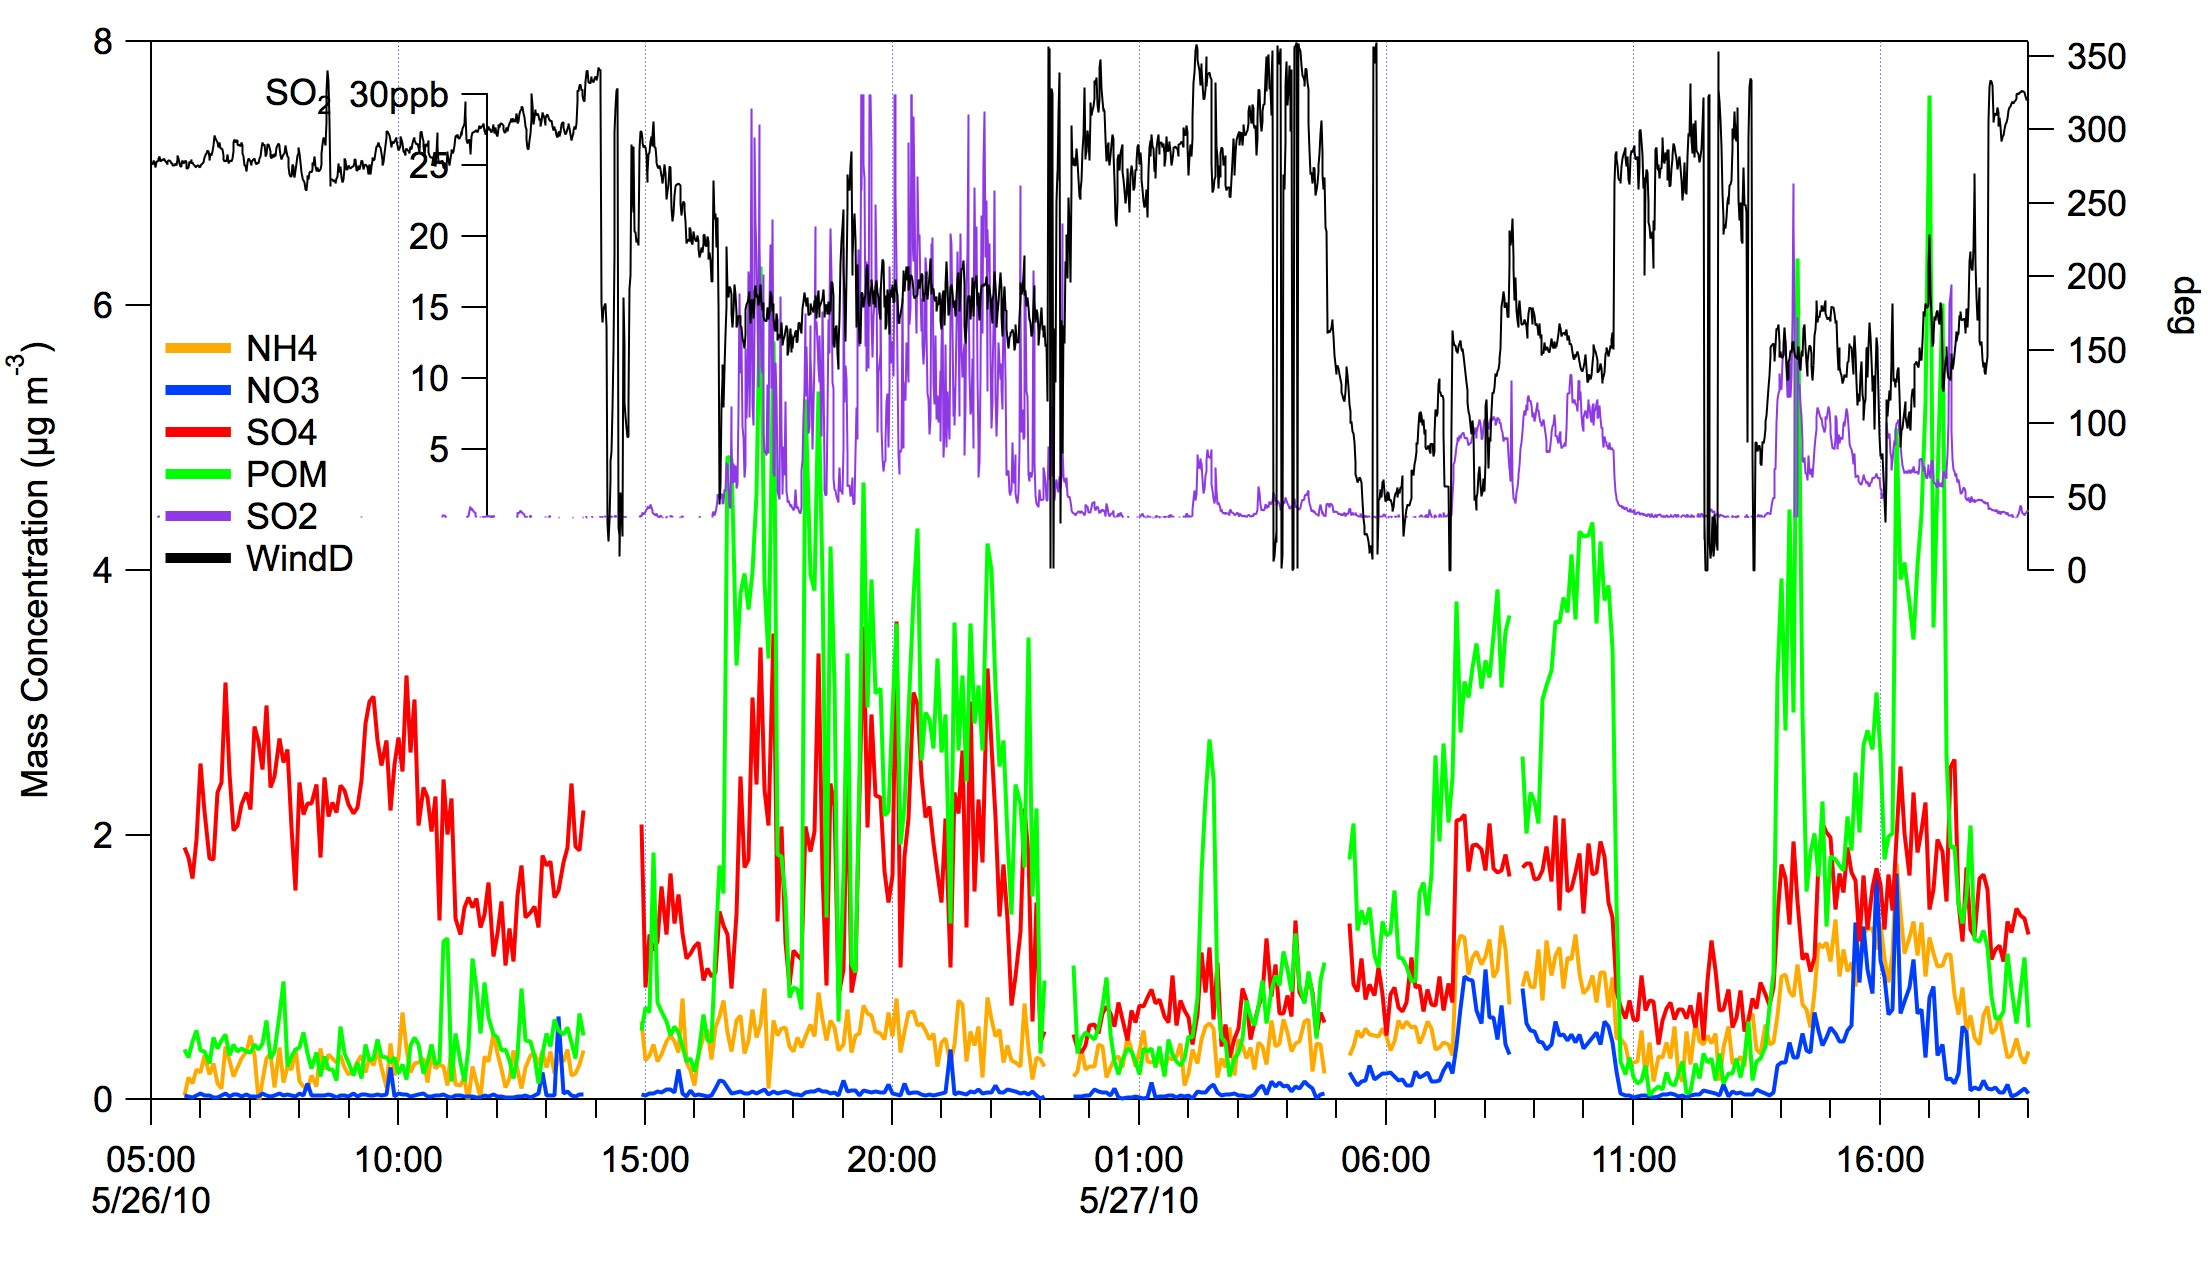 8
6
4
2
0
Mass Concentration (µg m⁻³)
SO₂ 30ppb
25
20
15
10
5
NH4
NO3
SO4
POM
SO2
WindD
350
300
250
200
150
100
50
0
deg
05:00 10:00 15:00 20:00 01:00 06:00 11:00 16:00
5/26/10 5/27/10